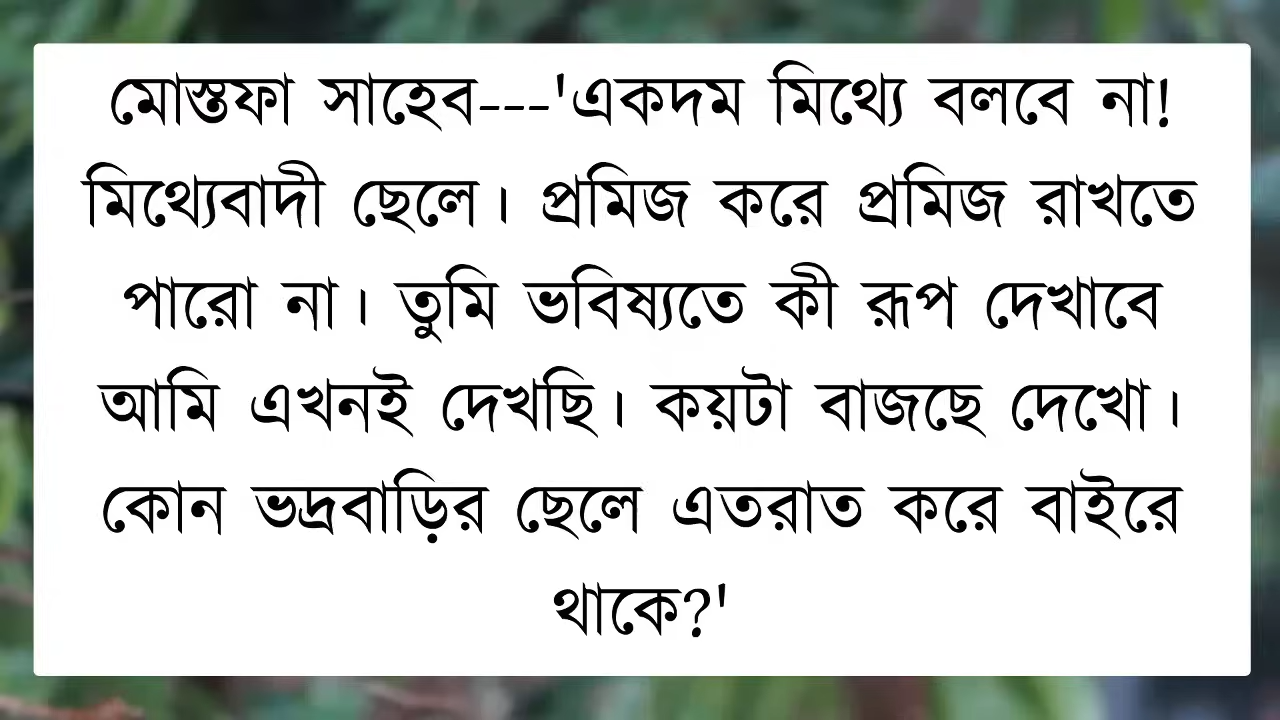 মোস্তফা সাহেব---'একদম মিথ্যে বলবে না!
মিথ্যেবাদী ছেলে। প্রমিজ করে প্রমিজ রাখতে
পারো না। তুমি ভবিষ্যতে কী রূপ দেখাবে
আমি এখনই দেখছি। কয়টা বাজছে দেখো।
কোন ভদ্রবাড়ির ছেলে এতরাত করে বাইরে
থাকে?'